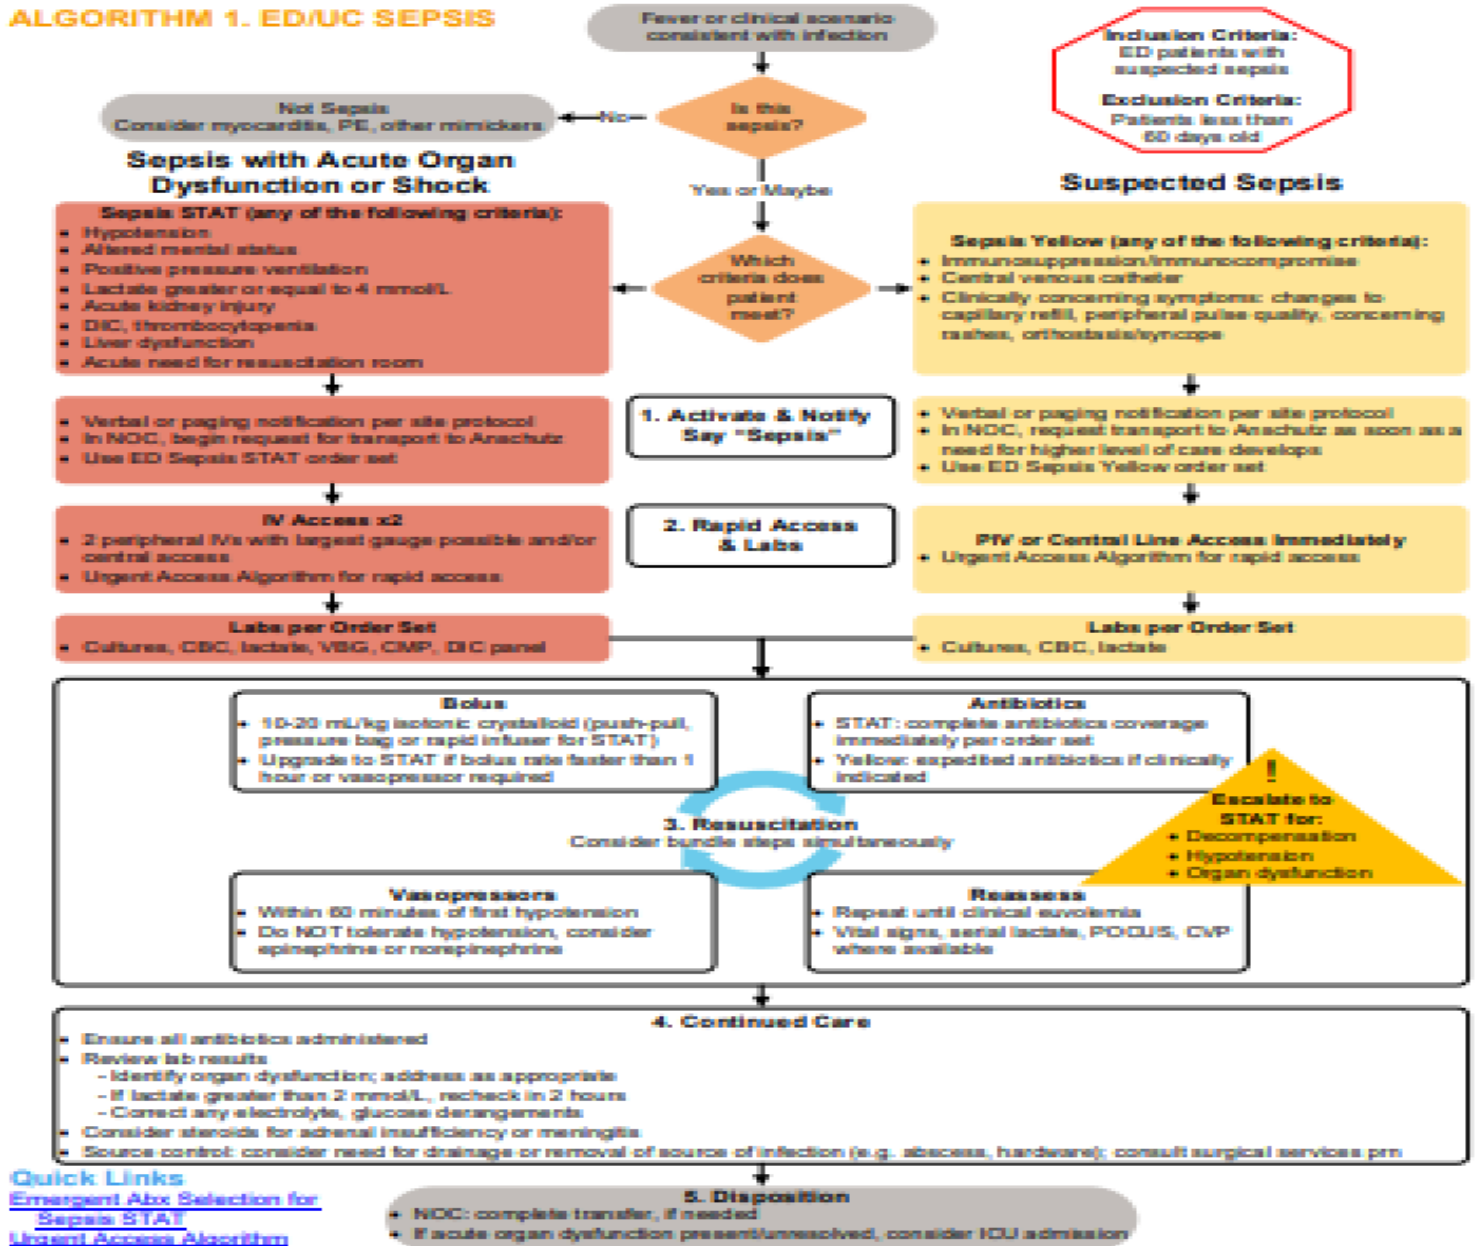 ALGORITHM 1. ED/UC SEPSIS
Fever or clinical scenario
consistent with infection
Inclusion Criteria:
ED patients with
suspected sepsis
Exclusion Criteria:
Patients less than
60 days old
Is this
sepsis?
No
Not Sepsis
Consider myocarditis, PE, other mimickers
Yes or Maybe
Sepsis with Acute Organ
Dysfunction or Shock
Suspected Sepsis
Sepsis STAT (any of the following criteria):
• Hypotension
• Altered mental status
• Positive pressure ventilation
• Lactate greater or equal to 4 mmol/L
• Acute kidney injury
• DIC, thrombocytopenia
• Liver dysfunction
• Acute need for resuscitation room
Which
criteria does
patient
meet?
Sepsis Yellow (any of the following criteria):
• Immunosuppression/immunocompromise
• Central venous catheter
• Clinically concerning symptoms: changes to
capillary refill, peripheral pulse quality, concerning
rashes, orthostasis/syncope
• Verbal or paging notification per site protocol
• In NOC, begin request for transport to Anschutz
• Use ED Sepsis STAT order set
1. Activate & Notify
Say "Sepsis"
• Verbal or paging notification per site protocol
• In NOC, request transport to Anschutz as soon as a
need for higher level of care develops
• Use ED Sepsis Yellow order set
IV Access x2
• 2 peripheral IVs with largest gauge possible and/or
central access
• Urgent Access Algorithm for rapid access
2. Rapid Access
& Labs
PIV or Central Line Access Immediately
• Urgent Access Algorithm for rapid access
Labs per Order Set
• Cultures, CBC, lactate, VBG, CMP, DIC panel
Labs per Order Set
• Cultures, CBC, lactate
Bolus
• 10-20 mL/kg isotonic crystalloid (push-pull,
pressure bag or rapid infuser for STAT)
• Upgrade to STAT if bolus rate faster than 1
hour or vasopressor required
Antibiotics
• STAT: complete antibiotics coverage
immediately per order set
• Yellow: expedited antibiotics if clinically
indicated
!
Escalate to
STAT for:
• Decompensation
• Hypotension
• Organ dysfunction
3. Resuscitation
Consider bundle steps simultaneously
Vasopressors
• Within 60 minutes of first hypotension
• Do NOT tolerate hypotension, consider
epinephrine or norepinephrine
Reassess
• Repeat until clinical euvolemia
• Vital signs, serial lactate, POCUS, CVP
where available
4. Continued Care
• Ensure all antibiotics administered
• Review lab results
- Identify organ dysfunction; address as appropriate
- If lactate greater than 2 mmol/L, recheck in 2 hours
- Correct any electrolyte, glucose derangements
• Consider steroids for adrenal insufficiency or meningitis
• Source control: consider need for drainage or removal of source of infection (e.g. abscess, hardware); consult surgical services prn
Quick Links
Emergent Abx Selection for
Sepsis STAT
Urgent Access Algorithm
5. Disposition
• NOC: complete transfer, if needed
• If acute organ dysfunction present/unresolved, consider ICU admission